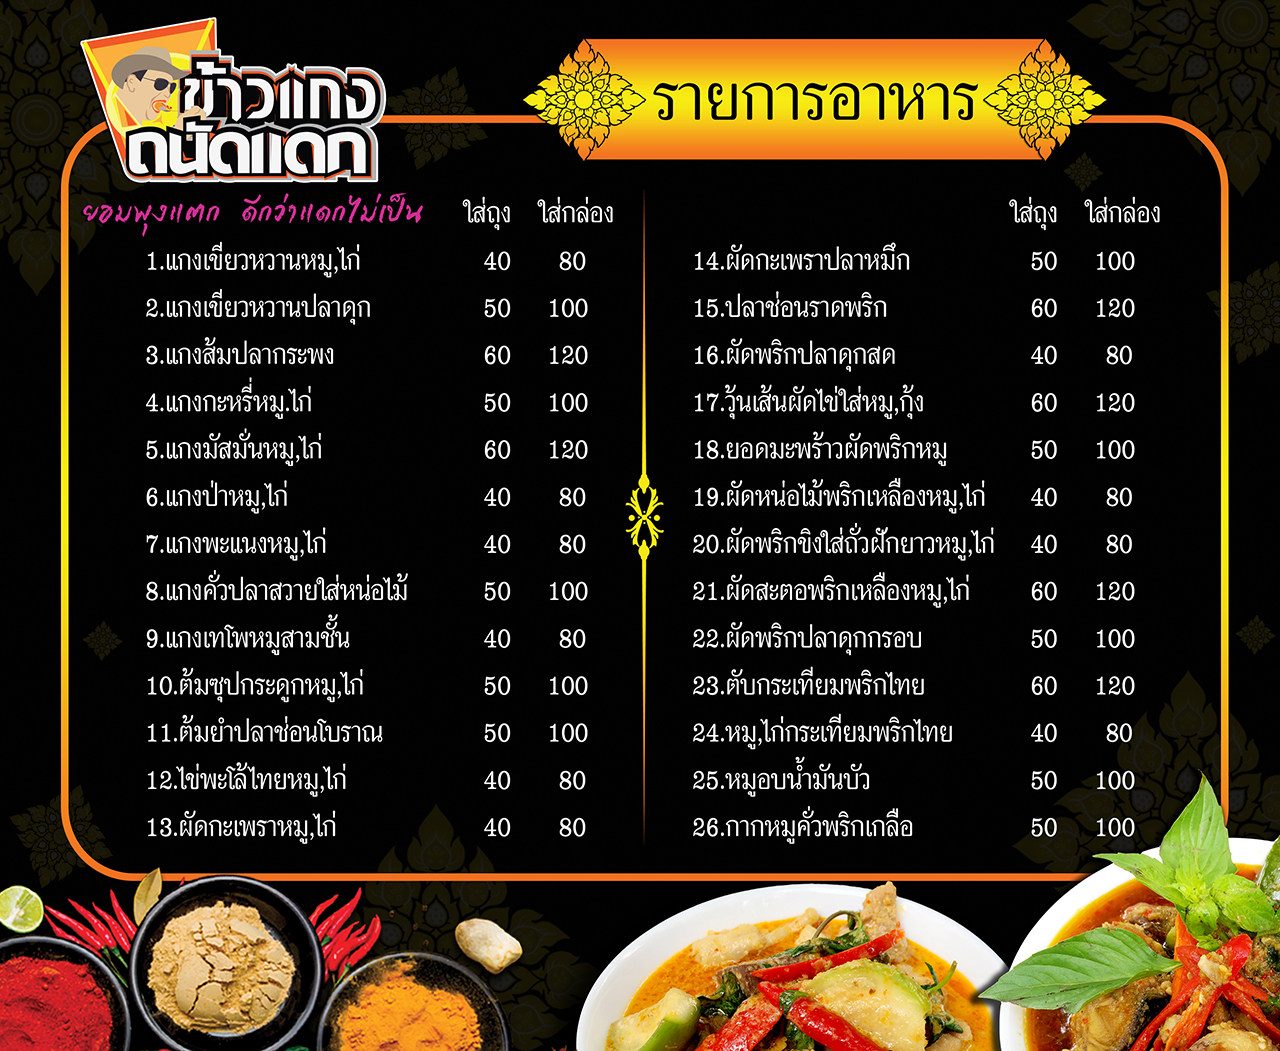 ข้าวแกง
ถนัดแดก
รายการอาหาร
ยอมพุงแตก ดีกว่าแดกไม่เป็น
ใส่ถุง ใส่กล่อง
1.แกงเขียวหวานหมู,ไก่ 40 80
2.แกงเขียวหวานปลาดุก 50 100
3.แกงส้มปลากระพง 60 120
4.แกงกะหรี่หมู.ไก่ 50 100
5.แกงมัสมั่นหมู,ไก่ 60 120
6.แกงป่าหมู,ไก่ 40 80
7.แกงพะแนงหมู,ไก่ 40 80
8.แกงคั่วปลาสวายใส่หน่อไม้ 50 100
9.แกงเทโพหมูสามชั้น 40 80
10.ต้มซุปกระดูกหมู,ไก่ 50 100
11.ต้มยำปลาช่อนโบราณ 50 100
12.ไข่พะโล้ไทยหมู,ไก่ 40 80
13.ผัดกะเพราหมู,ไก่ 40 80
ใส่ถุง ใส่กล่อง
14.ผัดกะเพราปลาหมึก 50 100
15.ปลาช่อนราดพริก 60 120
16.ผัดพริกปลาดุกสด 40 80
17.วุ้นเส้นผัดไข่ใส่หมู,กุ้ง 60 120
18.ยอดมะพร้าวผัดพริกหมู 50 100
19.ผัดหน่อไม้พริกเหลืองหมู,ไก่ 40 80
20.ผัดพริกขิงใส่ถั่วฝักยาวหมู,ไก่ 40 80
21.ผัดสะตอพริกเหลืองหมู,ไก่ 60 120
22.ผัดพริกปลาดุกกรอบ 50 100
23.ตับกระเทียมพริกไทย 60 120
24.หมู,ไก่กระเทียมพริกไทย 40 80
25.หมูอบน้ำมันบัว 50 100
26.กากหมูคั่วพริกเกลือ 50 100